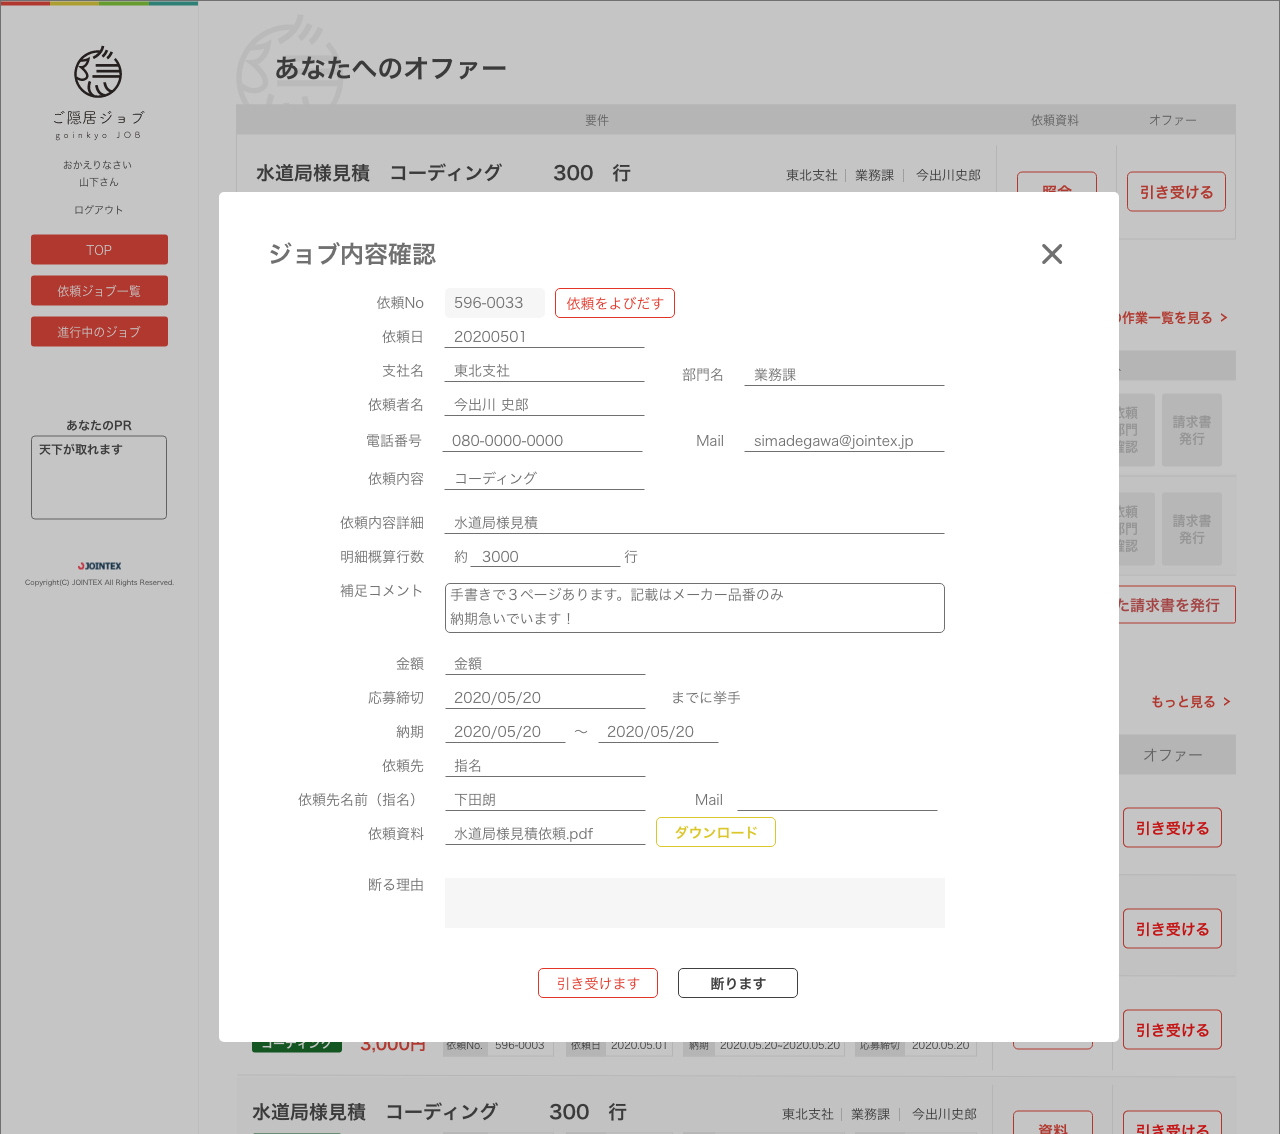 ご隠居ジョブ
goinkyo JOB
おかえりなさい
山下さん
ログアウト
TOP
依頼ジョブ一覧
進行中のジョブ
あなたのPR
天下が取れます
JOINTEX
Copyright(C) JOINTEX All Rights Reserved.
あなたへのオファー
要件 依頼資料 オファー
水道局様見積 コーディング 300 行 東北支社 業務課 今出川史郎
引き受ける
ジョブ内容確認
依頼No 596-0033 依頼をよびだす
依頼日 20200501
支社名 東北支社 部門名 業務課
依頼者名 今出川 史郎
電話番号 080-0000-0000 Mail simadegawa@jointex.jp
依頼内容 コーディング
依頼内容詳細 水道局様見積
明細概算行数 約 3000 行
補足コメント 手書きで３ページあります。記載はメーカー品番のみ
納期急いでいます！
金額 金額
応募締切 2020/05/20 までに挙手
納期 2020/05/20 〜 2020/05/20
依頼先 指名
依頼先名前（指名） 下田朗 Mail
依頼資料 水道局様見積依頼.pdf ダウンロード
断る理由
引き受けます 断ります
の作業一覧を見る >
依頼
部門
確認
請求書
発行
依頼
部門
確認
請求書
発行
た請求書を発行
もっと見る >
オファー
引き受ける
引き受ける
引き受ける
コーディング 3,000円 依頼No. 596-0003 依頼日 2020.05.01 納期 2020.05.20~2020.05.20 応募締切 2020.05.20
水道局様見積 コーディング 300 行 東北支社 業務課 今出川史郎
資料 引き受ける